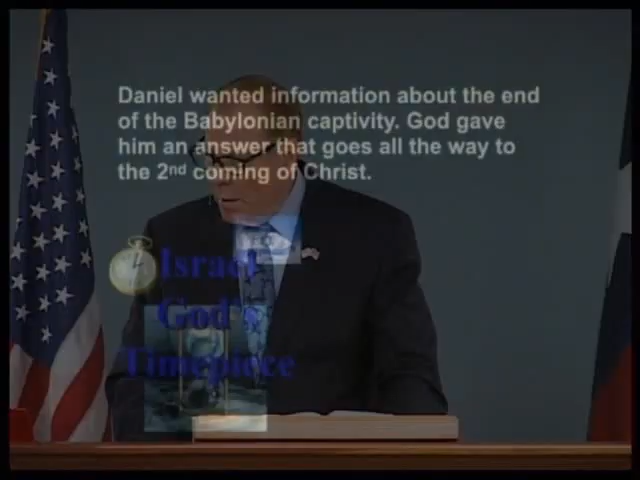 Daniel wanted information about the end
of the Babylonian captivity. God gave
him an answer that goes all the way to
the 2nd coming of Christ.
Israel
God's
Timepiece